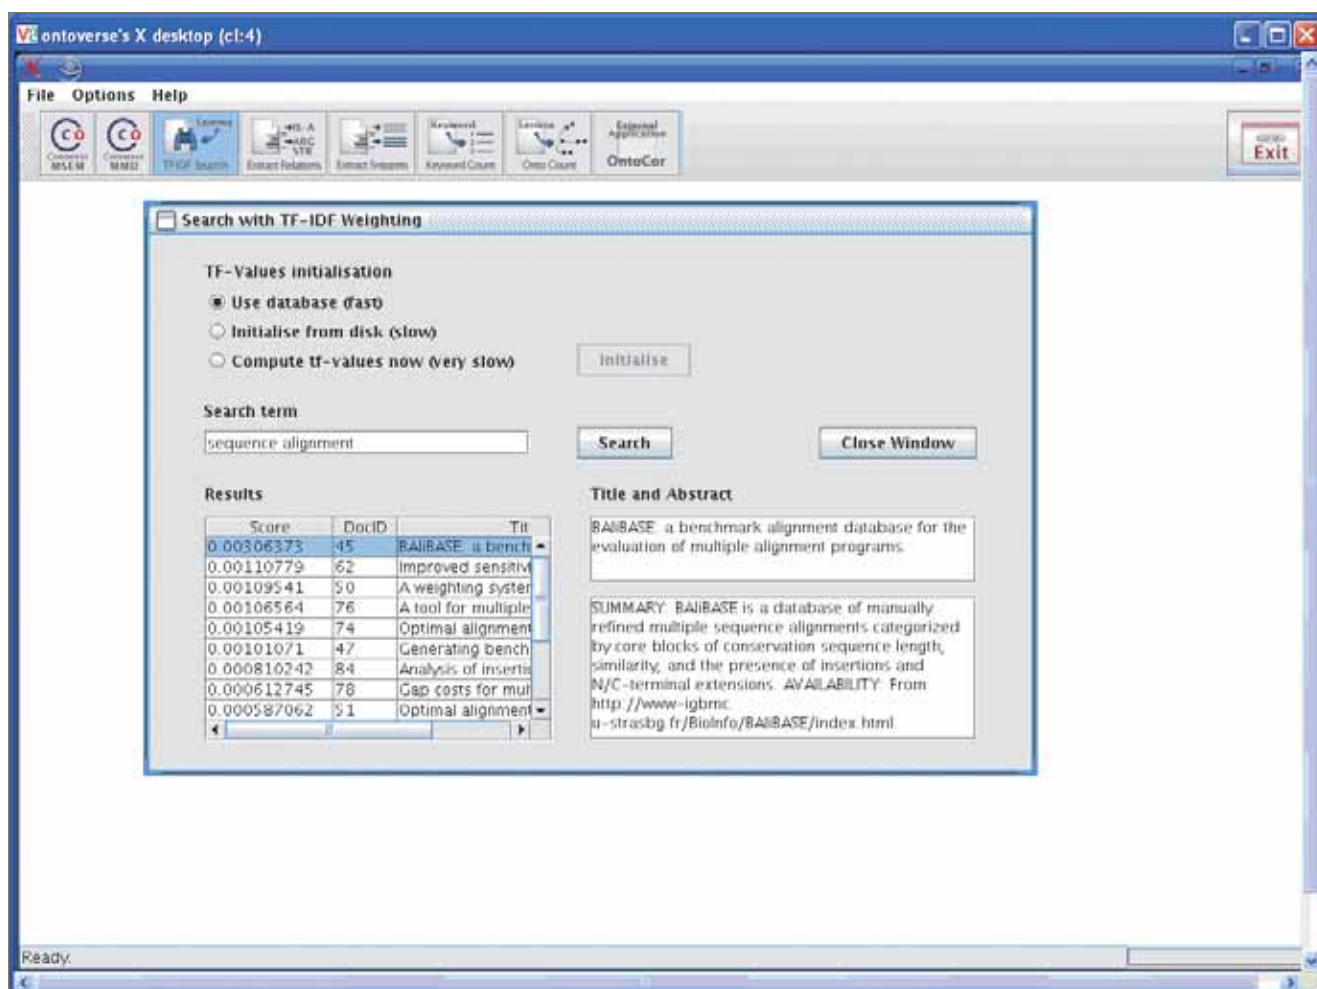 ontoverse's X desktop (cl:4)
File Options Help
TFIDF Search
Extract Relations
Extract Snippets
Keyword Count
Onto Count
External Application
OntoCor
Exit
Search with TF-IDF Weighting
TF-Values initialisation
Use database (fast)
Initialise from disk (slow)
Compute tf-values now (very slow)
Initialise
Search term
sequence alignment
Search
Close Window
Results
Score DocID Tit
0.00306373 45 BAliBASE: a bench
0.00110779 62 Improved sensitivi
0.00109541 50 A weighting syster
0.00106564 76 A tool for multiple
0.00105419 74 Optimal alignment
0.00101071 47 Generating bench
0.000810242 84 Analysis of insertio
0.000612745 78 Gap costs for mul
0.000587062 51 Optimal alignment
Title and Abstract
BAliBASE: a benchmark alignment database for the
evaluation of multiple alignment programs.
SUMMARY: BAliBASE is a database of manually
refined multiple sequence alignments categorized
by core blocks of conservation sequence length,
similarity, and the presence of insertions and
N/C-terminal extensions. AVAILABILITY: From
http://www-igbmc.
u-strasbg.fr/BioInfo/BAliBASE/index.html
Ready.